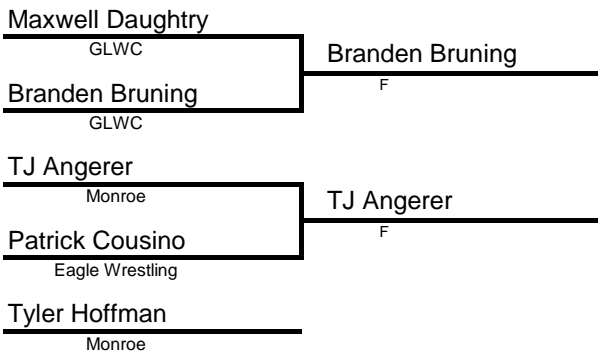 Maxwell Daughtry
GLWC
Branden Bruning
F
Branden Bruning
GLWC
TJ Angerer
Monroe
TJ Angerer
F
Patrick Cousino
Eagle Wrestling
Tyler Hoffman
Monroe